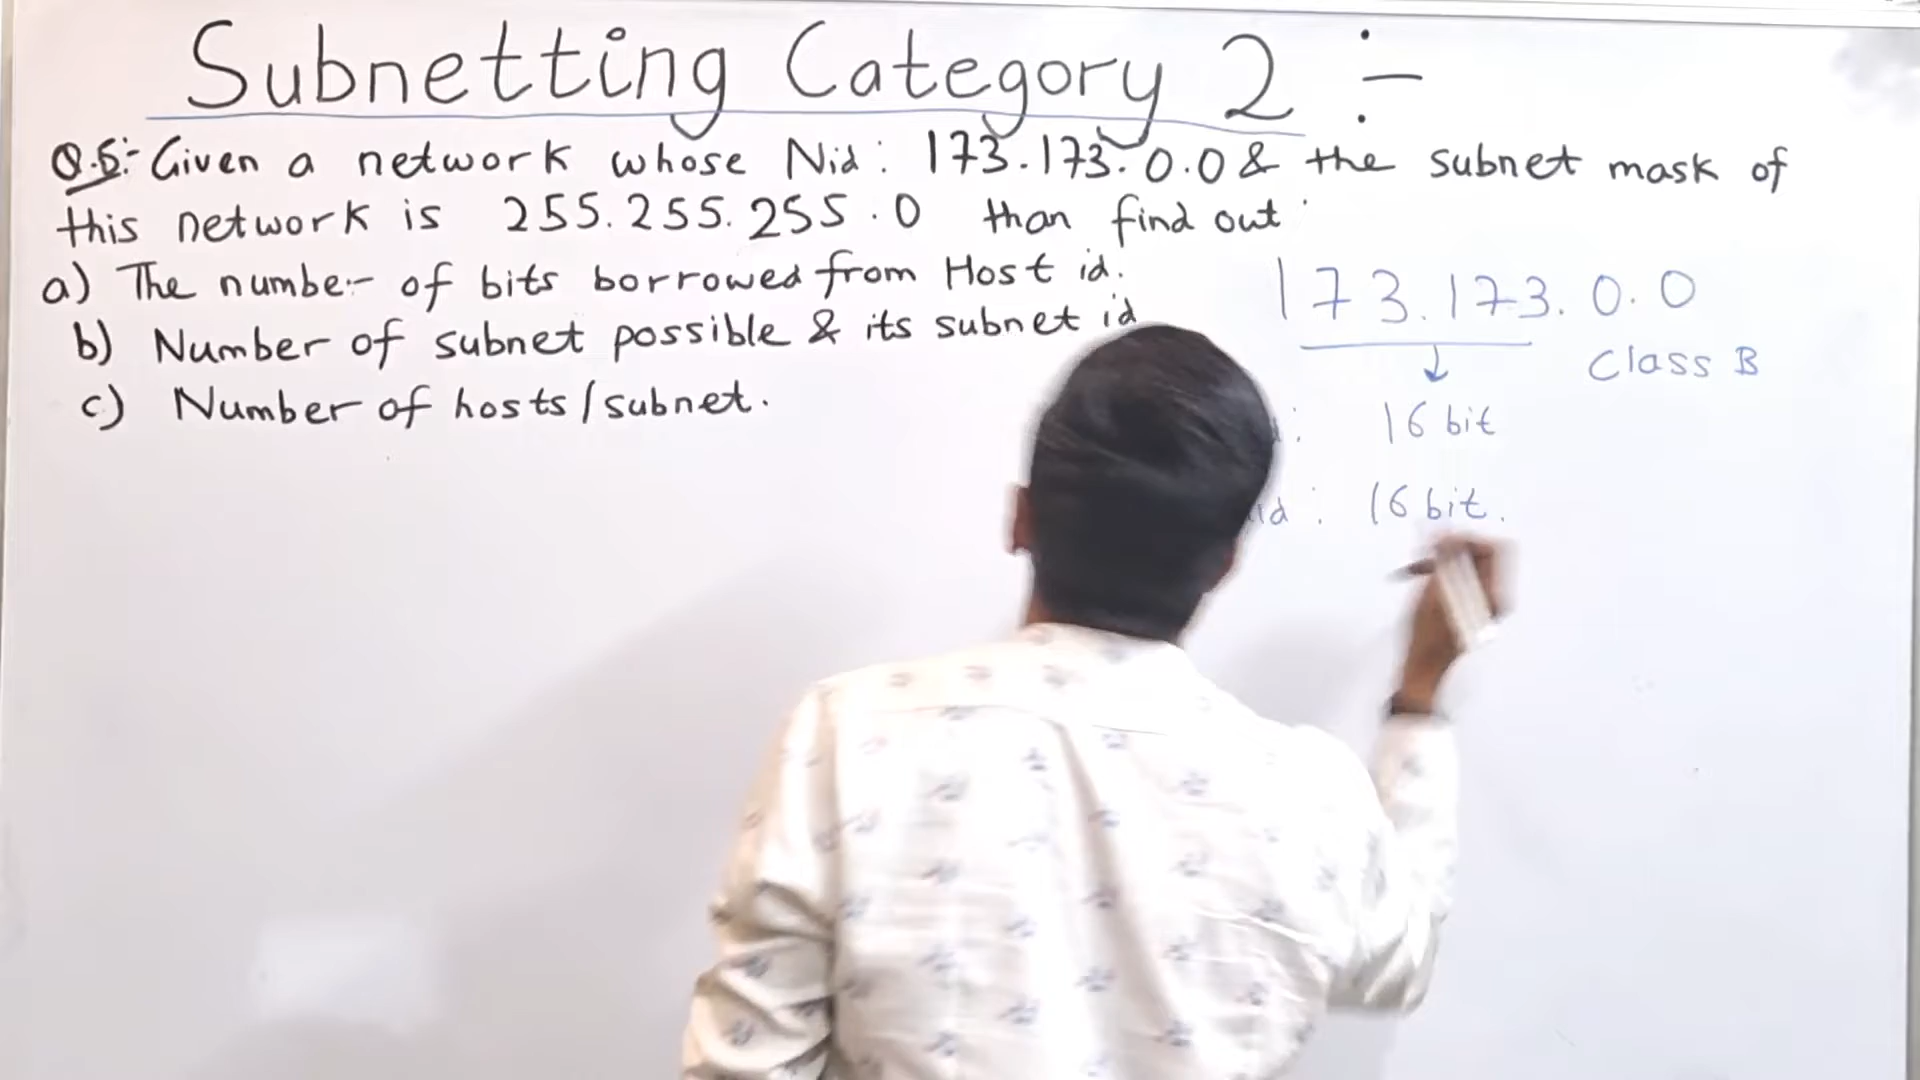 Subnetting Category 2 :-
Q.5:- Given a network whose Nid: 173.173.0.0 & the subnet mask of
this network is 255.255.255.0 than find out
a) The number of bits borrowed from Host id.
b) Number of subnet possible & its subnet id
c) Number of hosts/subnet.
173.173.0.0
Class B
16 bit
id: 16 bit.